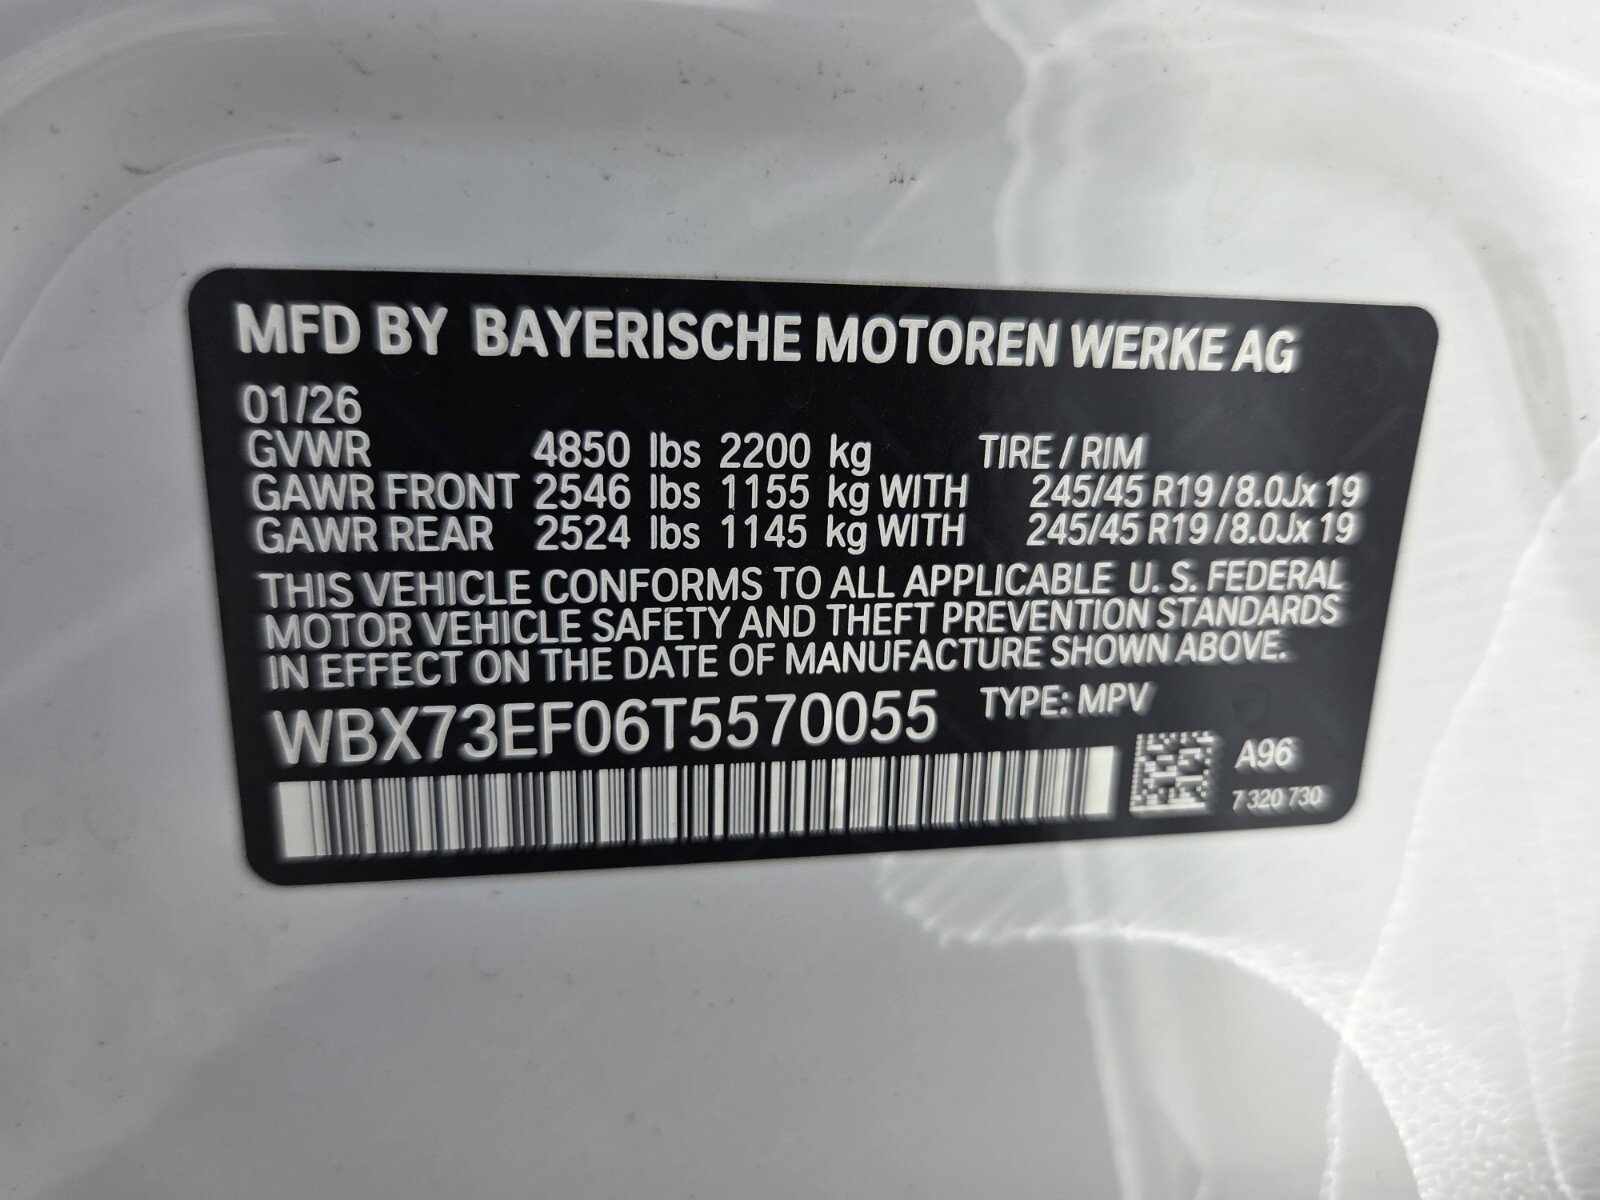 MFD BY BAYERISCHE MOTOREN WERKE AG
01/26
GVWR 4850 lbs 2200 kg TIRE / RIM
GAWR FRONT 2546 lbs 1155 kg WITH 245/45 R19 / 8.0Jx 19
GAWR REAR 2524 lbs 1145 kg WITH 245/45 R19 / 8.0Jx 19
THIS VEHICLE CONFORMS TO ALL APPLICABLE U. S. FEDERAL
MOTOR VEHICLE SAFETY AND THEFT PREVENTION STANDARDS
IN EFFECT ON THE DATE OF MANUFACTURE SHOWN ABOVE.
WBX73EF06T5570055 TYPE: MPV
A96
7 320 730